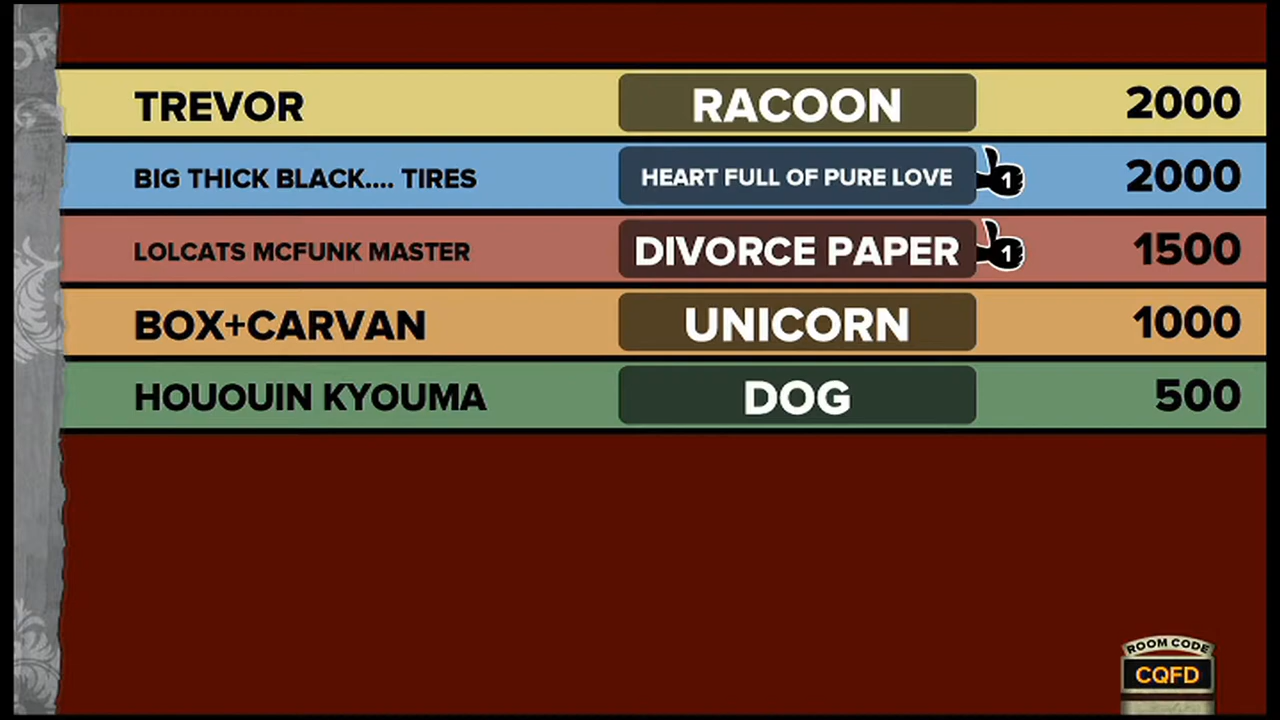 TREVOR RACOON 2000
BIG THICK BLACK.... TIRES HEART FULL OF PURE LOVE 1 2000
LOLCATS MCFUNK MASTER DIVORCE PAPER 1 1500
BOX+CARVAN UNICORN 1000
HOUOUIN KYOUMA DOG 500
ROOM CODE
CQFD